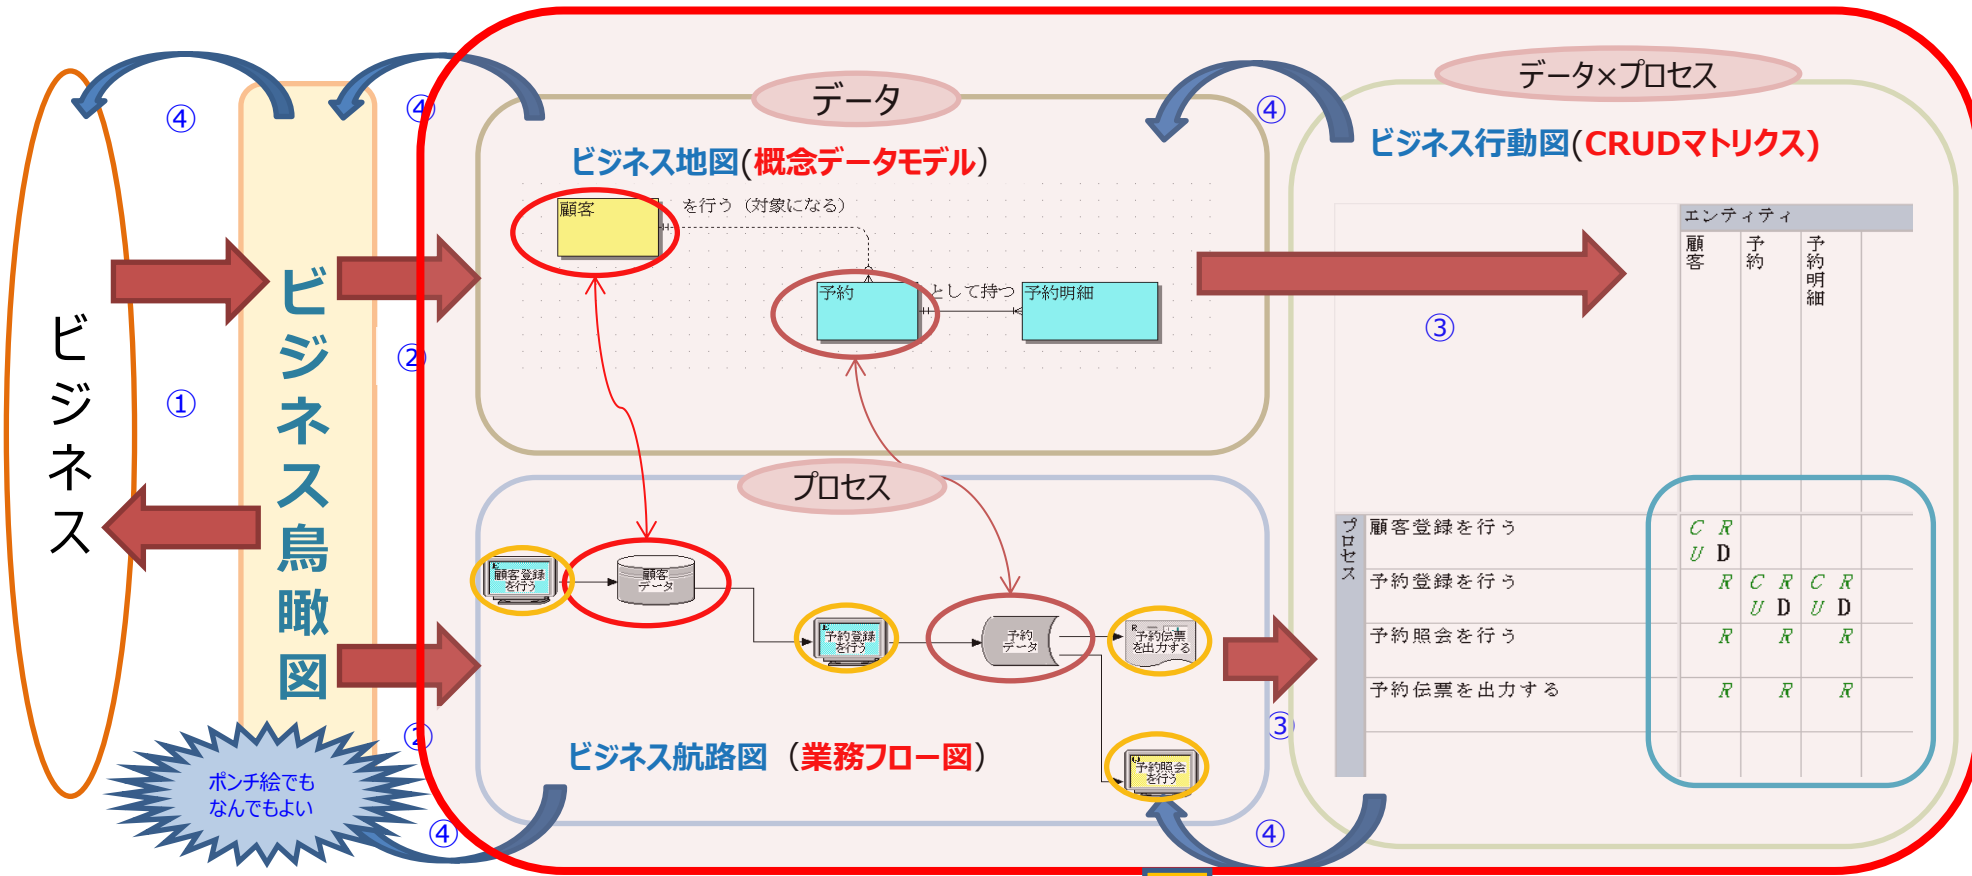 ビジネス
①
④
ビジネス鳥瞰図
ポンチ絵でも
なんでもよい
④
②
②
④
データ
ビジネス地図(概念データモデル)
顧客
を行う (対象になる)
予約
として持つ
予約明細
プロセス
顧客登録
を行う
顧客
データ
予約登録
を行う
予約
データ
予約伝票
を出力する
予約照会
を行う
ビジネス航路図 (業務フロー図)
④
③
③
④
データ×プロセス
ビジネス行動図(CRUDマトリクス)
エンティティ
顧客
予約
予約明細
プロセス
顧客登録を行う
C R
U D
予約登録を行う
R C R C R
U D U D
予約照会を行う
R R R
予約伝票を出力する
R R R